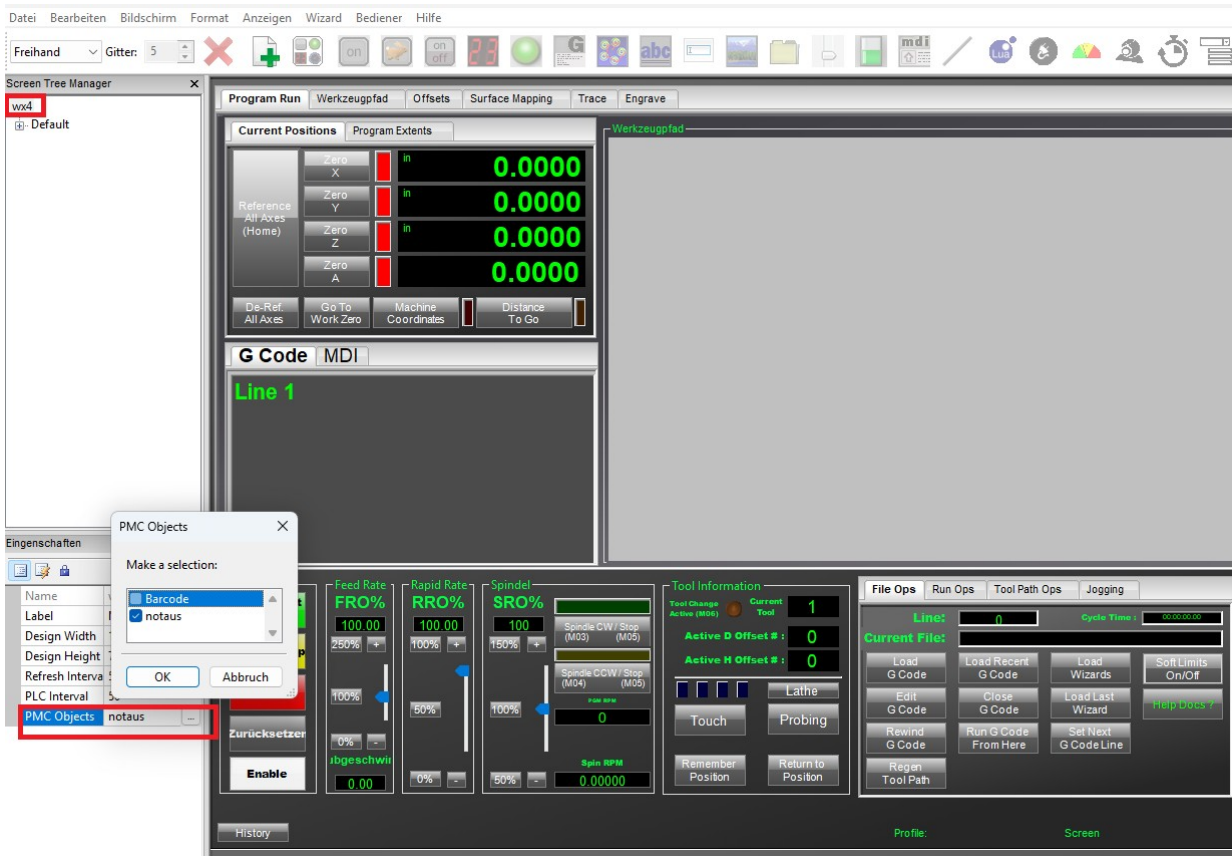 Datei Bearbeiten Bildschirm Format Anzeigen Wizard Bediener Hilfe
Freihand Gitter: 5 on on off G abc mdi Lua
Screen Tree Manager
wx4
Default
Program Run Werkzeugpfad Offsets Surface Mapping Trace Engrave
Current Positions Program Extents
Werkzeugpfad
Reference All Axes (Home)
Zero X in 0.0000
Zero Y in 0.0000
Zero Z in 0.0000
Zero A 0.0000
De-Ref. All Axes
Go To Work Zero
Machine Coordinates
Distance To Go
G Code MDI
Line 1
PMC Objects
Make a selection:
Barcode
notaus
OK Abbruch
Eingenschaften
Name
Label
Design Width
Design Height
Refresh Interva
PLC Interval
PMC Objects notaus ...
Zurücksetzer
Enable
Feed Rate
FRO%
100.00
250% +
100%
0% -
0.00
Rapid Rate
RRO%
100.00
100% +
50%
0% -
Spindel
SRO%
100
150% +
100%
50% -
Spindle CW / Stop
(M03) (M05)
Spindle CCW / Stop
(M04) (M05)
PGM RPM
0
Spin RPM
0.00000
Tool Information
Tool Change Active (M06)
Current Tool
1
Active D Offset # : 0
Active H Offset # : 0
Lathe
Touch Probing
Remember Position
Return to Position
File Ops Run Ops Tool Path Ops Jogging
Line: 0 Cycle Time : 00:00:00:00
Current File:
Load G Code
Load Recent G Code
Load Wizards
Soft Limits On/Off
Edit G Code
Close G Code
Load Last Wizard
Help Docs ?
Rewind G Code
Run G Code From Here
Set Next G Code Line
Regen Tool Path
History
Profile: Screen